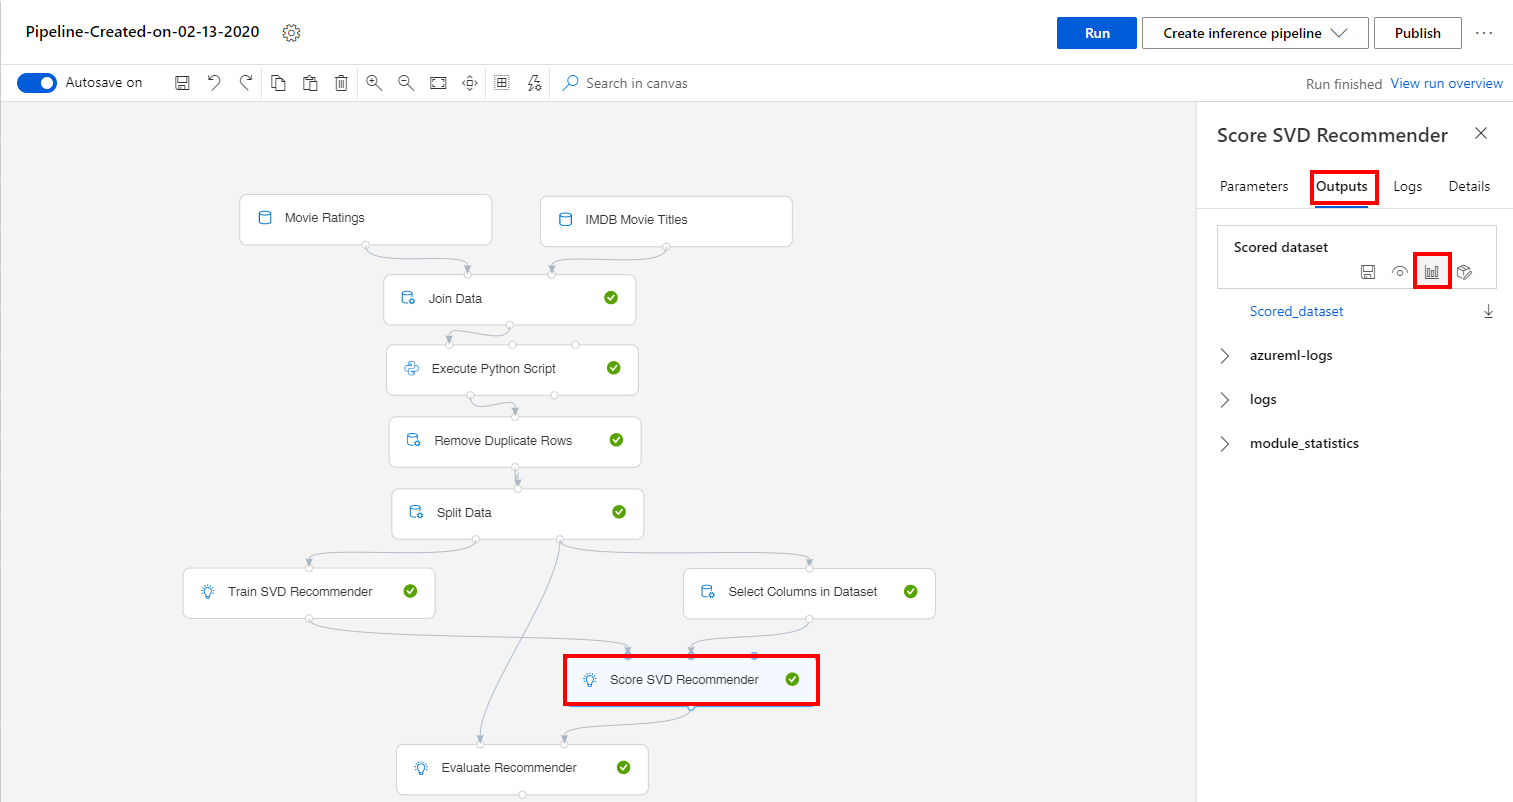 Pipeline-Created-on-02-13-2020
Run
Create inference pipeline
Publish
Autosave on
Search in canvas
Run finished
View run overview
Movie Ratings
IMDB Movie Titles
Join Data
Execute Python Script
Remove Duplicate Rows
Split Data
Train SVD Recommender
Select Columns in Dataset
Score SVD Recommender
Evaluate Recommender
Score SVD Recommender
Parameters
Outputs
Logs
Details
Scored dataset
Scored_dataset
azureml-logs
logs
module_statistics